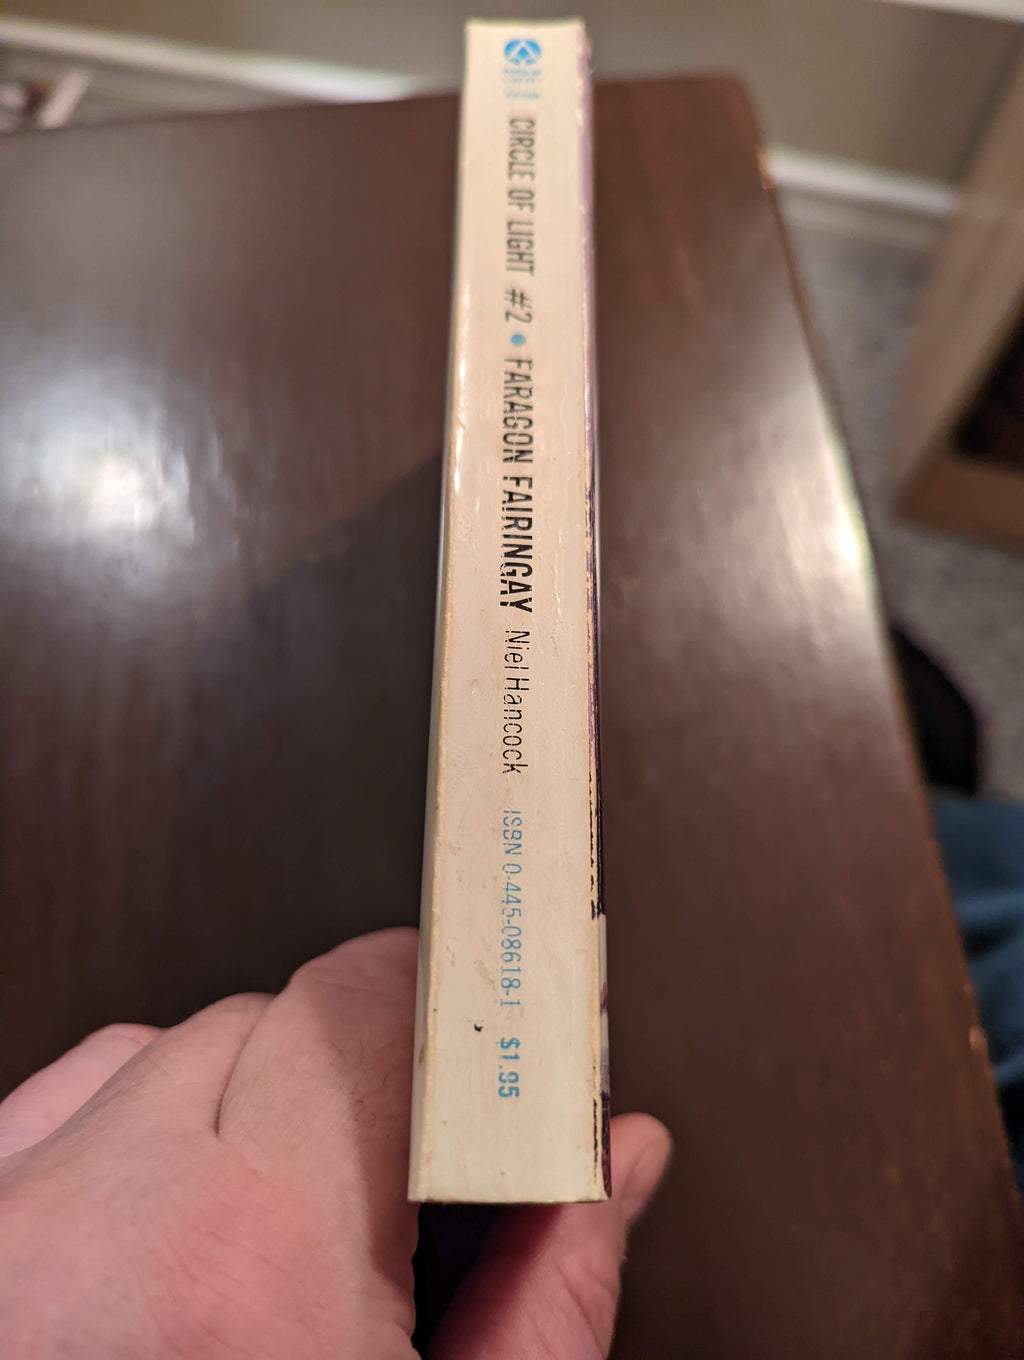 CIRCLE OF LIGHT #2 • FARAGON FAIRINGAY Niel Hancock ISBN 0-445-08618-1 $1.95